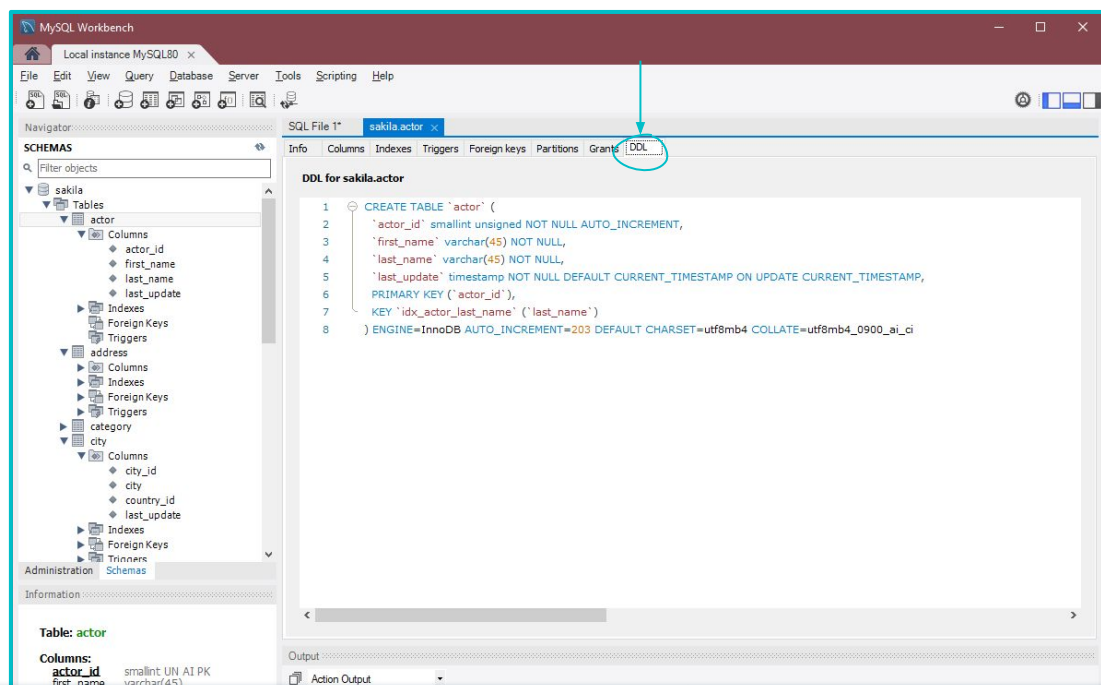 MySQL Workbench
Local instance MySQL80
File Edit View Query Database Server Tools Scripting Help
Navigator
SCHEMAS
Filter objects
sakila
Tables
actor
Columns
actor_id
first_name
last_name
last_update
Indexes
Foreign Keys
Triggers
address
Columns
Indexes
Foreign Keys
Triggers
category
city
Columns
city_id
city
country_id
last_update
Indexes
Foreign Keys
Triggers
Administration Schemas
Information
Table: actor
Columns:
actor_id smallint UN AI PK
first_name varchar(45)
SQL File 1* sakila.actor
Info Columns Indexes Triggers Foreign keys Partitions Grants DDL
DDL for sakila.actor
1 CREATE TABLE `actor` (
2 `actor_id` smallint unsigned NOT NULL AUTO_INCREMENT,
3 `first_name` varchar(45) NOT NULL,
4 `last_name` varchar(45) NOT NULL,
5 `last_update` timestamp NOT NULL DEFAULT CURRENT_TIMESTAMP ON UPDATE CURRENT_TIMESTAMP,
6 PRIMARY KEY (`actor_id`),
7 KEY `idx_actor_last_name` (`last_name`)
8 ) ENGINE=InnoDB AUTO_INCREMENT=203 DEFAULT CHARSET=utf8mb4 COLLATE=utf8mb4_0900_ai_ci
Output
Action Output